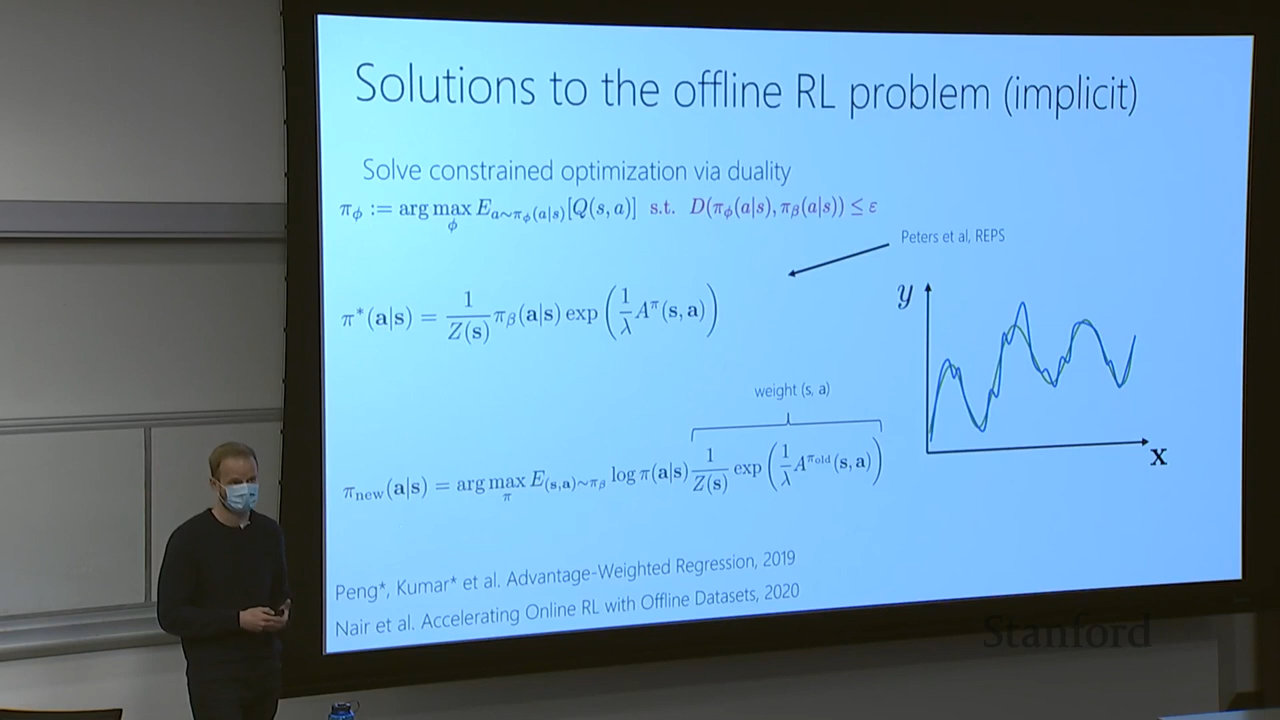 Solutions to the offline RL problem (implicit)
Solve constrained optimization via duality
π_ϕ := arg max_ϕ E_{a∼π_ϕ(a|s)}[Q(s, a)] s.t. D(π_ϕ(a|s), π_β(a|s)) ≤ ε
Peters et al, REPS
π*(a|s) = 1/Z(s) π_β(a|s) exp(1/λ A^π(s, a))
y
x
weight (s, a)
π_new(a|s) = arg max_π E_{(s,a)∼π_β} log π(a|s) 1/Z(s) exp(1/λ A^{π_old}(s, a))
Peng*, Kumar* et al. Advantage-Weighted Regression, 2019
Nair et al. Accelerating Online RL with Offline Datasets, 2020
Stanford